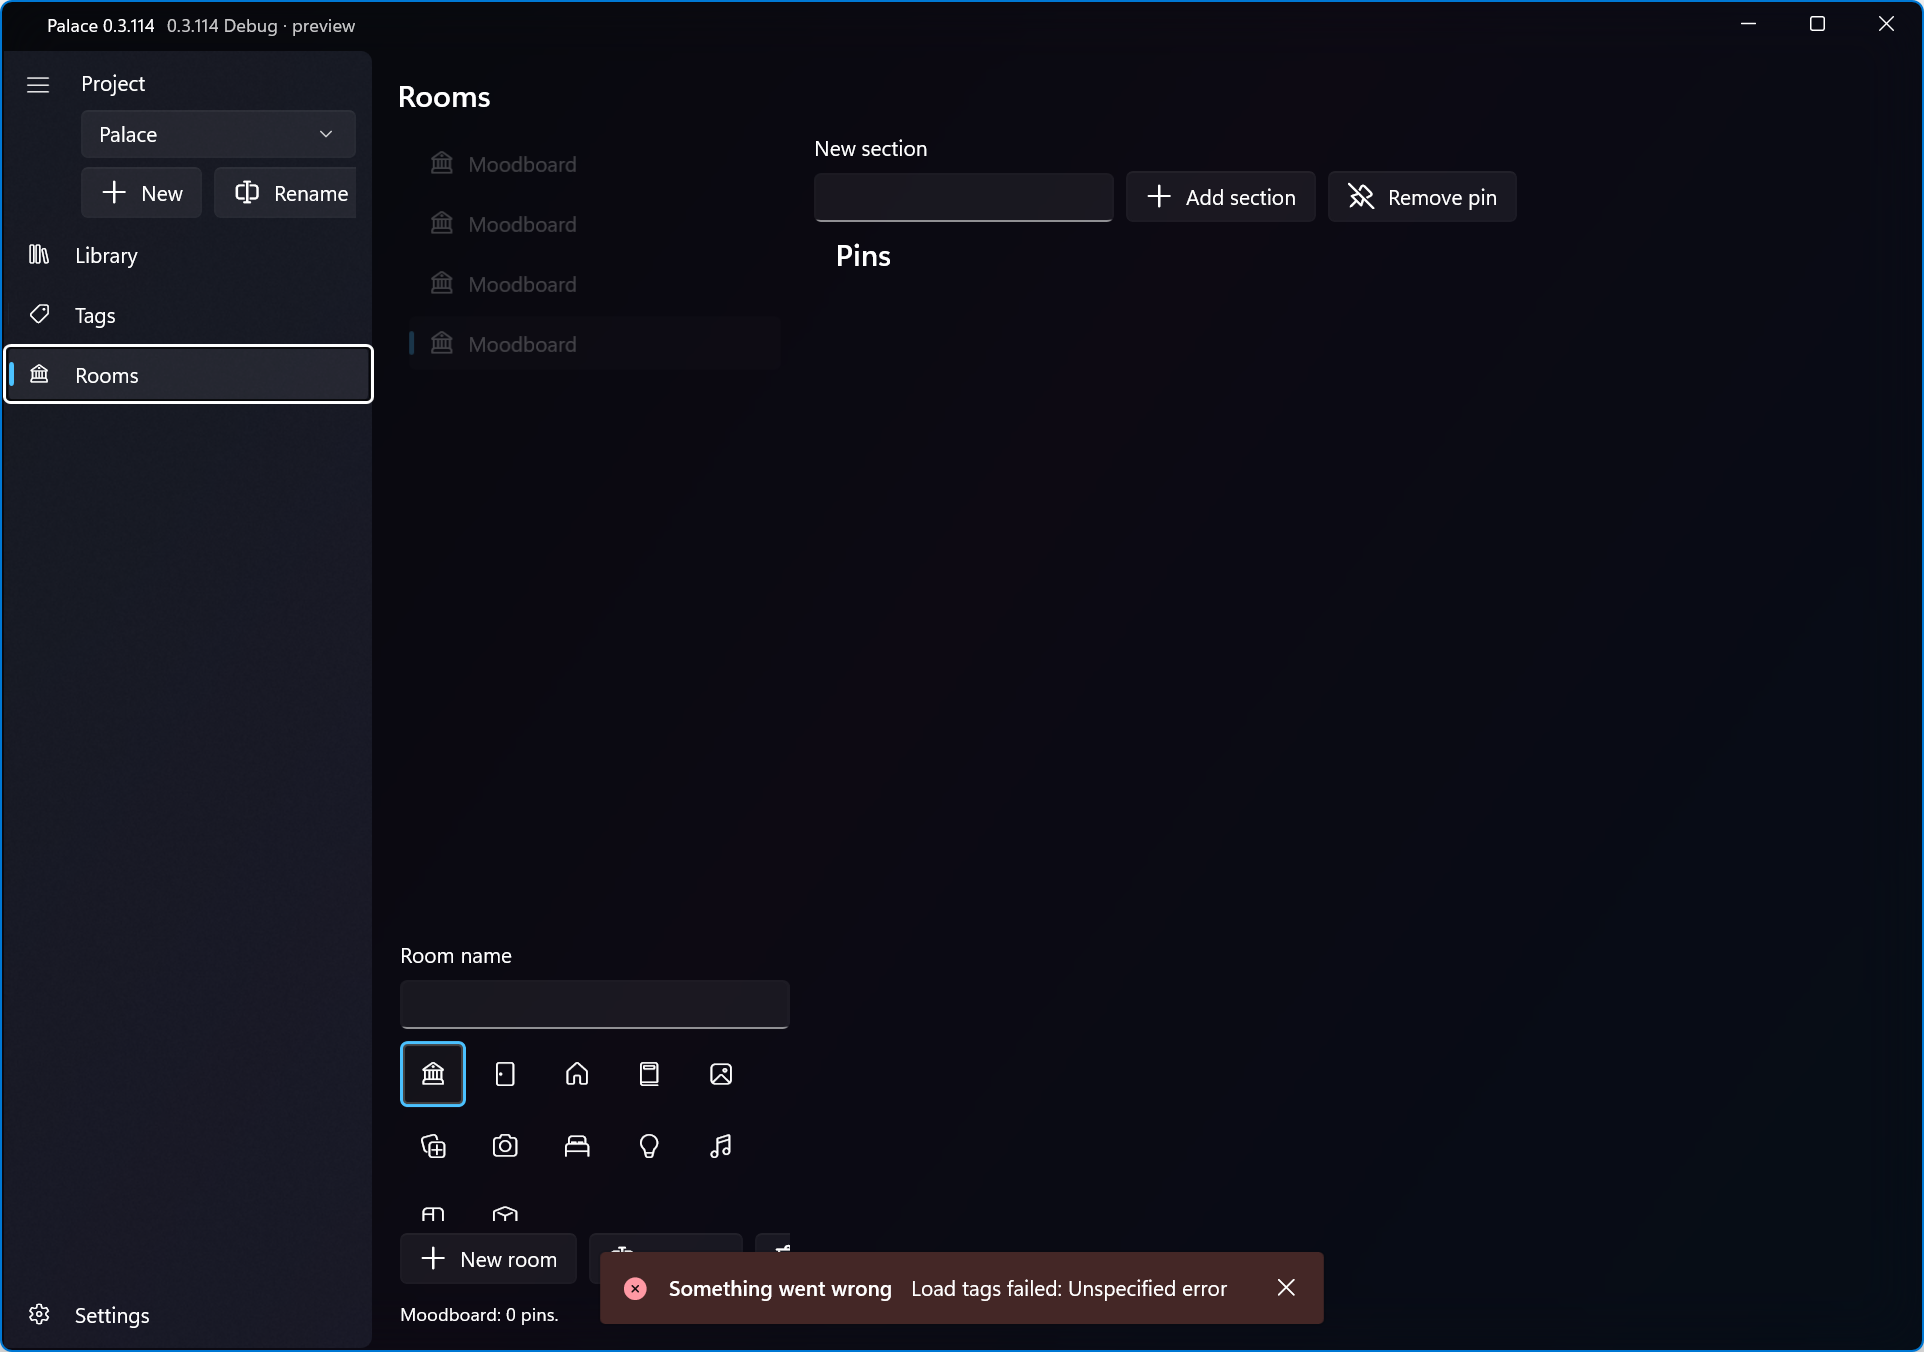 Palace 0.3.114 0.3.114 Debug · preview
Project
Palace
New
Rename
Library
Tags
Rooms
Settings
Rooms
Moodboard
Moodboard
Moodboard
Moodboard
New section
Add section
Remove pin
Pins
Room name
New room
Moodboard: 0 pins.
Something went wrong Load tags failed: Unspecified error